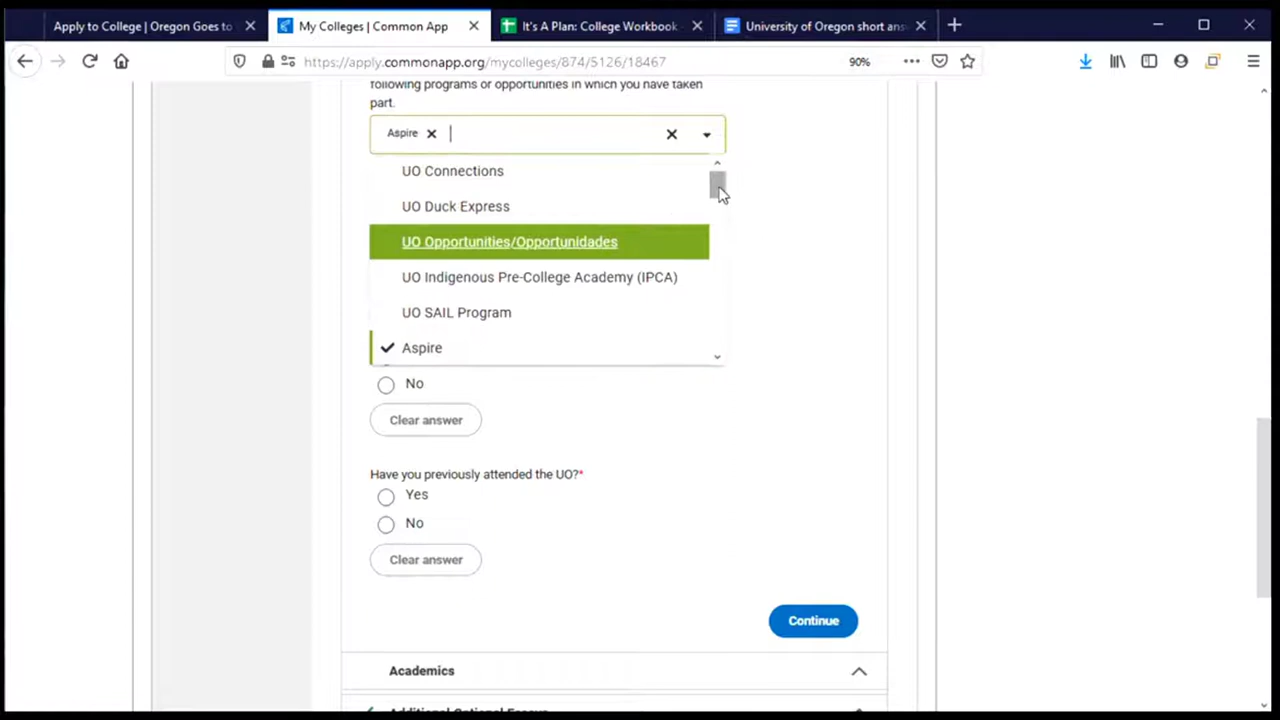 Apply to College | Oregon Goes to
My Colleges | Common App
It's A Plan: College Workbook
University of Oregon short ans
https://apply.commonapp.org/mycolleges/874/5126/18467
90%
following programs or opportunities in which you have taken
part.
Aspire
UO Connections
UO Duck Express
UO Opportunities/Opportunidades
UO Indigenous Pre-College Academy (IPCA)
UO SAIL Program
Aspire
No
Clear answer
Have you previously attended the UO?*
Yes
No
Clear answer
Continue
Academics
Additional Optional Essays